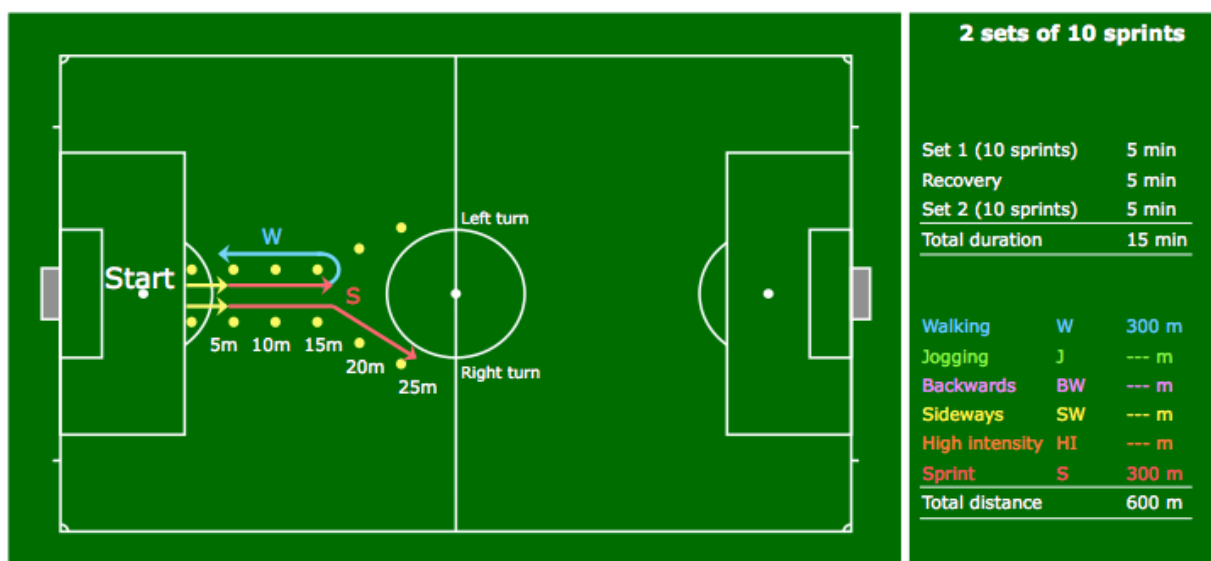 2 sets of 10 sprints
Set 1 (10 sprints) 5 min
Recovery 5 min
Set 2 (10 sprints) 5 min
Total duration 15 min
Walking W 300 m
Jogging J --- m
Backwards BW --- m
Sideways SW --- m
High intensity HI --- m
Sprint S 300 m
Total distance 600 m
Left turn
W
Start
S
5m 10m 15m
20m
Right turn
25m